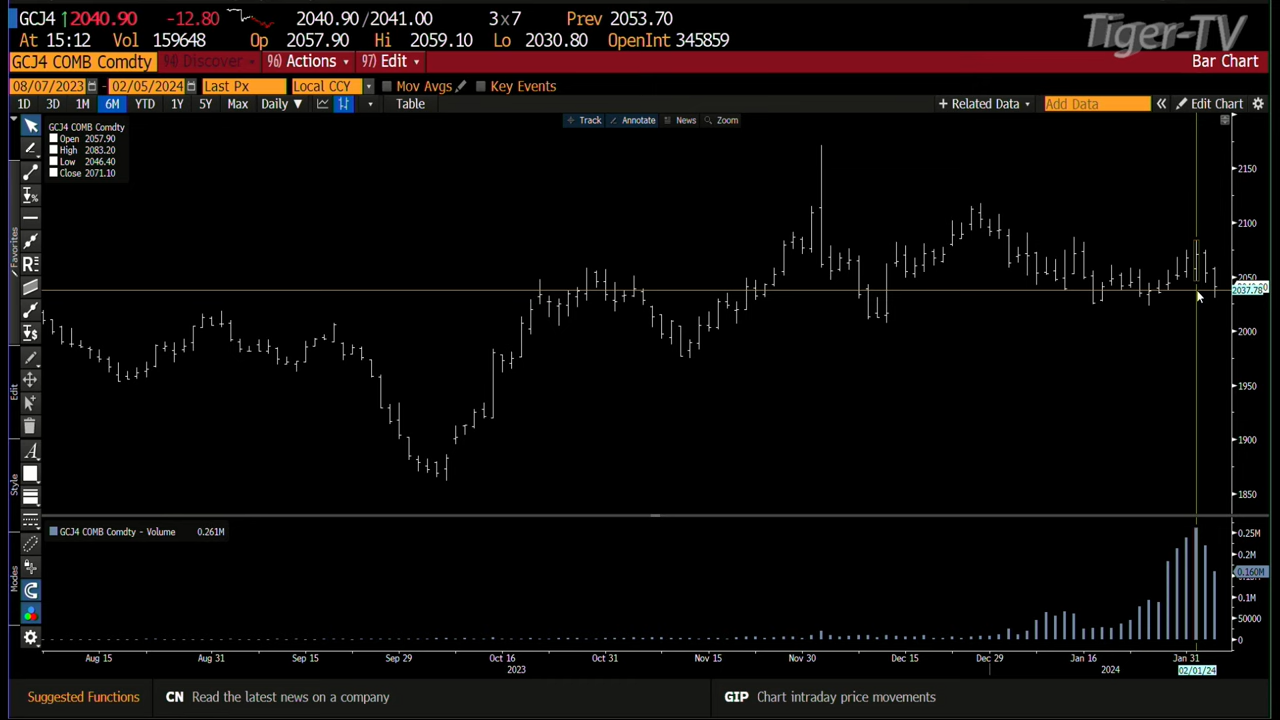 GCJ4 ↑2040.90 -12.80 2040.90/2041.00 3x7 Prev 2053.70
At 15:12 Vol 159648 Op 2057.90 Hi 2059.10 Lo 2030.80 OpenInt 345859
Tiger-TV
GCJ4 COMB Comdty 94) Discover 96) Actions 97) Edit Bar Chart
08/07/2023 - 02/05/2024 Last Px Local CCY Mov Avgs Key Events
1D 3D 1M 6M YTD 1Y 5Y Max Daily ▼ Table + Related Data Add Data « Edit Chart
Track Annotate News Zoom
GCJ4 COMB Comdty
Open 2057.90
High 2083.20
Low 2046.40
Close 2071.10
2150
2100
2050
2037.78
2000
1950
1900
1850
Favorites
Edit
Style
Modes
GCJ4 COMB Comdty - Volume 0.261M
0.25M
0.2M
0.160M
0.1M
50000
0
Aug 15 Aug 31 Sep 15 Sep 29 Oct 16 Oct 31 Nov 15 Nov 30 Dec 15 Dec 29 Jan 16 Jan 31
2023 2024 02/01/24
Suggested Functions CN Read the latest news on a company GIP Chart intraday price movements